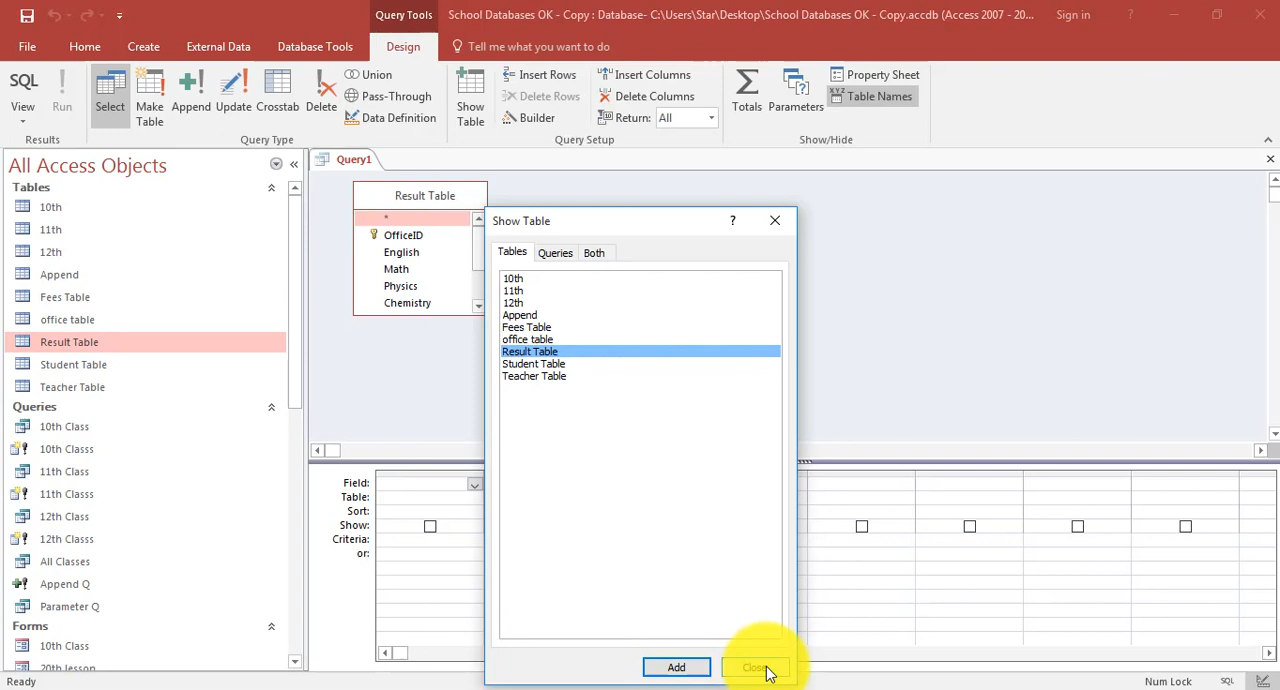 Query Tools
School Databases OK - Copy : Database- C:\Users\Star\Desktop\School Databases OK - Copy.accdb (Access 2007 - 20...
Sign in
?
File
Home
Create
External Data
Database Tools
Design
Tell me what you want to do
SQL
View
Run
Results
Select
Make Table
Append
Update
Crosstab
Delete
Union
Pass-Through
Data Definition
Query Type
Show Table
Insert Rows
Delete Rows
Builder
Insert Columns
Delete Columns
Return: All
Query Setup
Totals
Parameters
Property Sheet
XYZ Table Names
Show/Hide
All Access Objects
Tables
10th
11th
12th
Append
Fees Table
office table
Result Table
Student Table
Teacher Table
Queries
10th Class
10th Classs
11th Class
11th Classs
12th Class
12th Classs
All Classes
Append Q
Parameter Q
Forms
10th Class
20th lesson
Query1
Result Table
*
OfficeID
English
Math
Physics
Chemistry
Show Table
?
Tables
Queries
Both
10th
11th
12th
Append
Fees Table
office table
Result Table
Student Table
Teacher Table
Add
Close
Field:
Table:
Sort:
Show:
Criteria:
or:
Ready
Num Lock
SQL